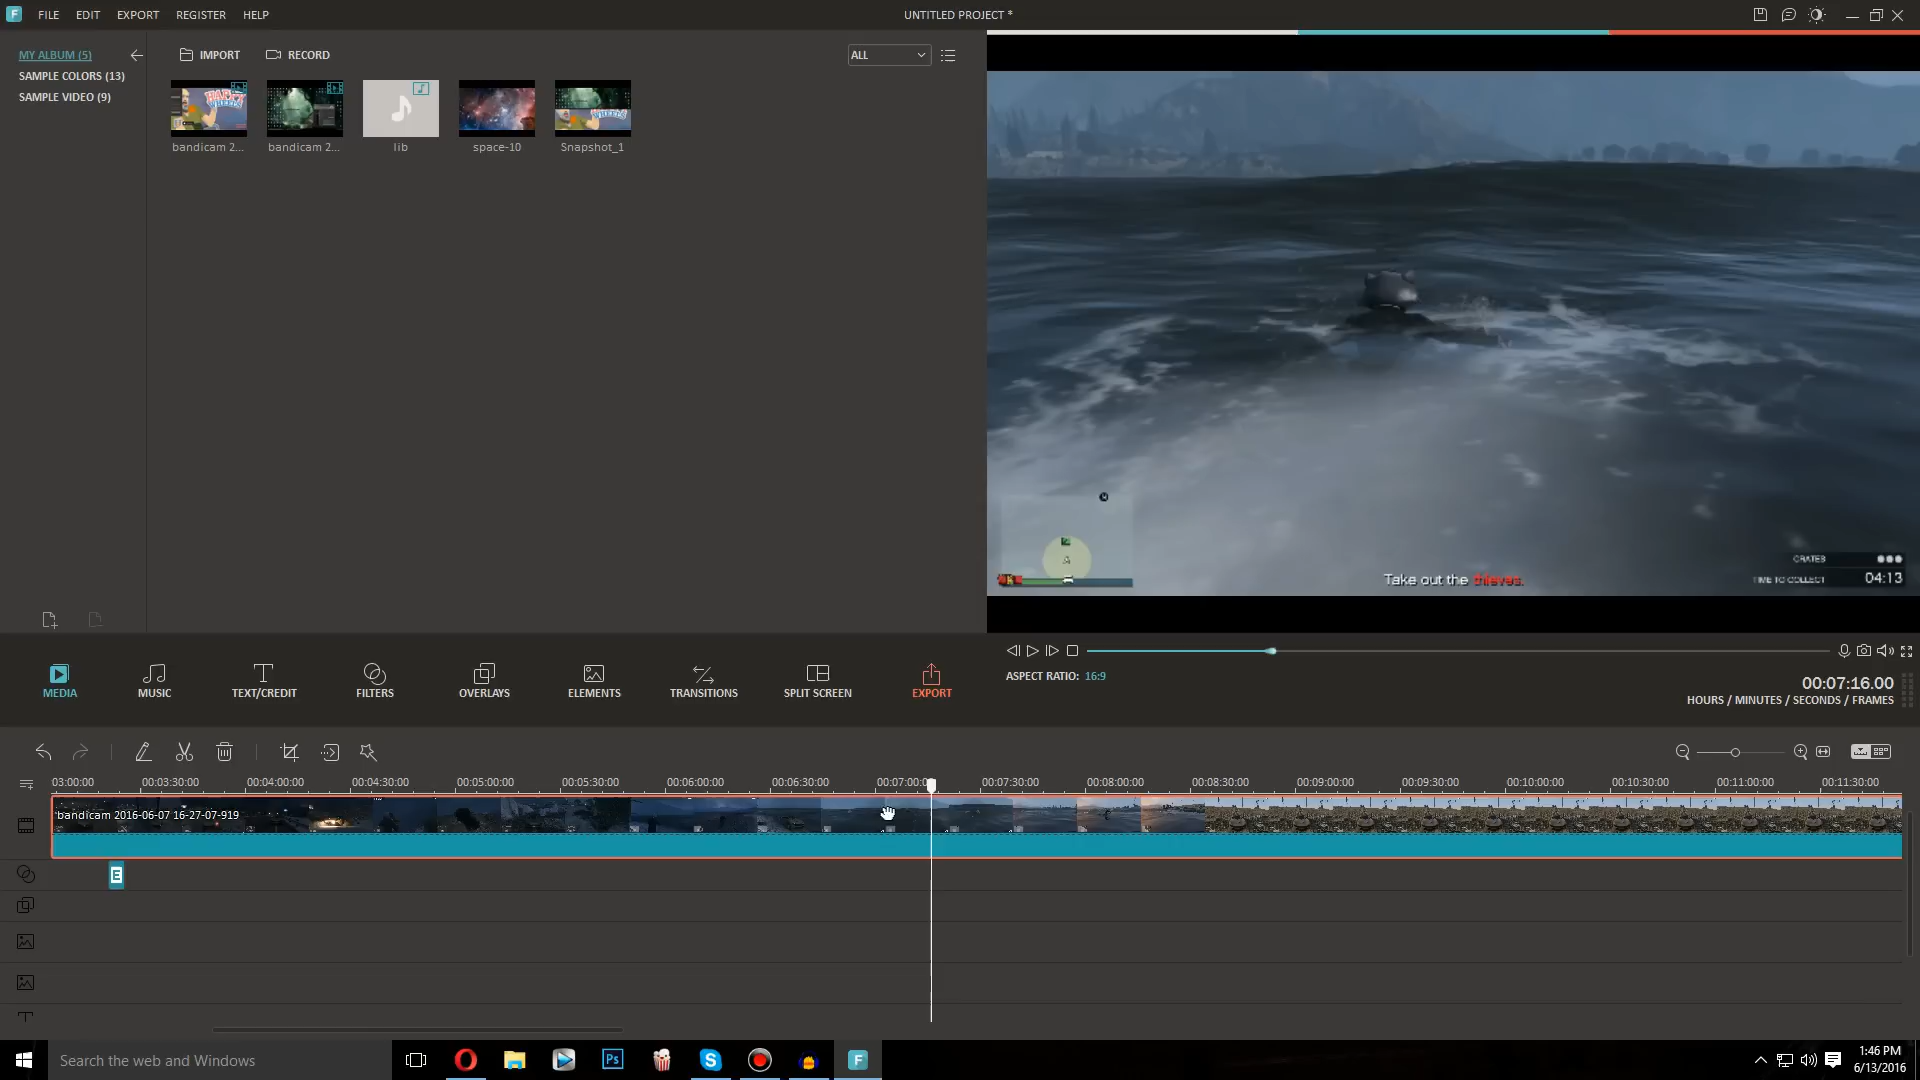 FILE EDIT EXPORT REGISTER HELP
UNTITLED PROJECT *
MY ALBUM (5)
SAMPLE COLORS (13)
SAMPLE VIDEO (9)
IMPORT RECORD
ALL
bandicam 2... bandicam 2... lib space-10 Snapshot_1
CRATES
Take out the thieves.
TIME TO COLLECT 04:13
MEDIA MUSIC TEXT/CREDIT FILTERS OVERLAYS ELEMENTS TRANSITIONS SPLIT SCREEN EXPORT
ASPECT RATIO: 16:9
00:07:16.00
HOURS / MINUTES / SECONDS / FRAMES
03:00:00 00:03:30:00 00:04:00:00 00:04:30:00 00:05:00:00 00:05:30:00 00:06:00:00 00:06:30:00 00:07:00:0 00:07:30:00 00:08:00:00 00:08:30:00 00:09:00:00 00:09:30:00 00:10:00:00 00:10:30:00 00:11:00:00 00:11:30:00
bandicam 2016-06-07 16-27-07-919
E
Search the web and Windows
Ps
1:46 PM
6/13/2016